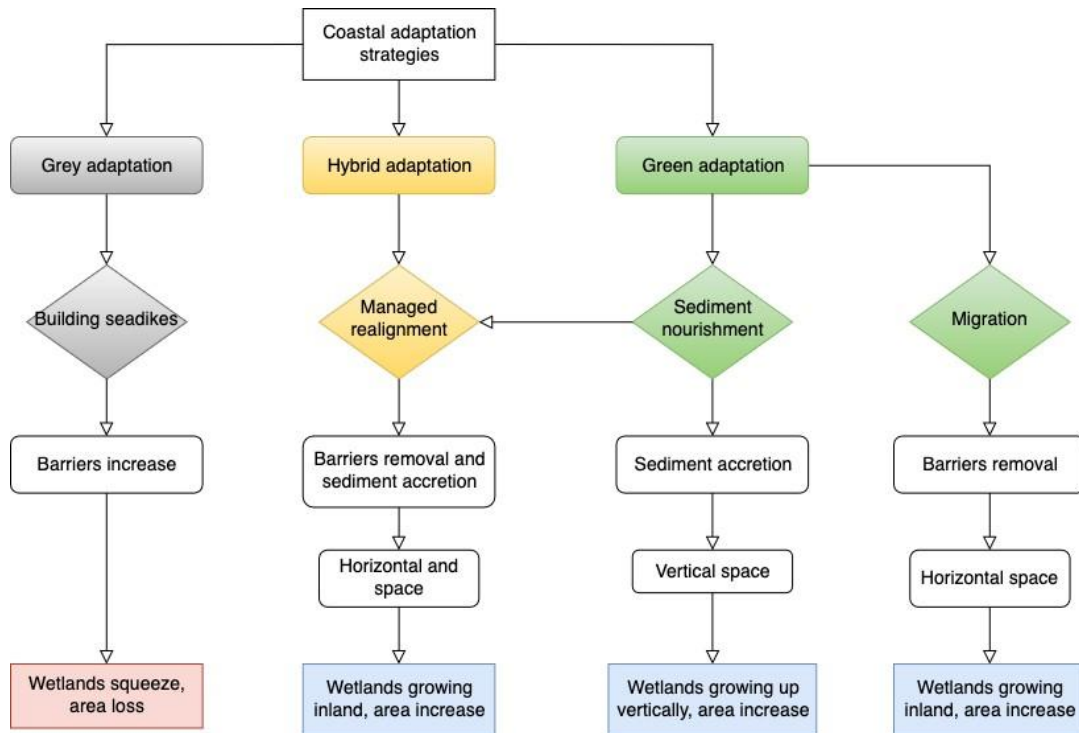 Coastal adaptation
strategies
Grey adaptation
Hybrid adaptation
Green adaptation
Building seadikes
Managed
realignment
Sediment
nourishment
Migration
Barriers increase
Barriers removal and
sediment accretion
Sediment accretion
Barriers removal
Horizontal and
space
Vertical space
Horizontal space
Wetlands squeeze,
area loss
Wetlands growing
inland, area increase
Wetlands growing up
vertically, area increase
Wetlands growing
inland, area increase